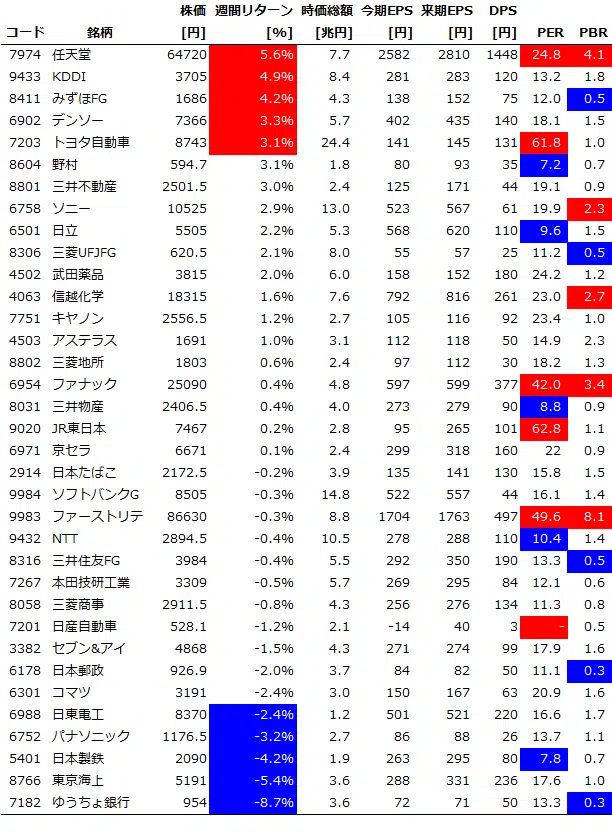 株価 週間リターン 時価総額 今期EPS 来期EPS DPS
コード 銘柄 [円] [%] [兆円] [円] [円] [円] PER PBR
7974 任天堂 64720 5.6% 7.7 2582 2810 1448 24.8 4.1
9433 KDDI 3705 4.9% 8.4 281 283 120 13.2 1.8
8411 みずほFG 1686 4.2% 4.3 138 152 75 12.0 0.5
6902 デンソー 7366 3.3% 5.7 402 435 140 18.1 1.5
7203 トヨタ自動車 8743 3.1% 24.4 141 145 131 61.8 1.0
8604 野村 594.7 3.1% 1.8 80 93 35 7.2 0.7
8801 三井不動産 2501.5 3.0% 2.4 125 171 44 19.1 0.9
6758 ソニー 10525 2.9% 13.0 523 567 61 19.9 2.3
6501 日立 5505 2.2% 5.3 568 620 110 9.6 1.5
8306 三菱UFJFG 620.5 2.1% 8.0 55 57 25 11.2 0.5
4502 武田薬品 3815 2.0% 6.0 158 152 180 24.2 1.2
4063 信越化学 18315 1.6% 7.6 792 816 261 23.0 2.7
7751 キヤノン 2556.5 1.2% 2.7 105 116 92 23.4 1.0
4503 アステラス 1691 1.0% 3.1 112 118 50 14.9 2.3
8802 三菱地所 1803 0.6% 2.4 97 112 30 18.2 1.3
6954 ファナック 25090 0.4% 4.8 597 599 377 42.0 3.4
8031 三井物産 2406.5 0.4% 4.0 273 279 90 8.8 0.9
9020 JR東日本 7467 0.2% 2.8 95 265 101 62.8 1.1
6971 京セラ 6671 0.1% 2.4 299 318 160 22 0.9
2914 日本たばこ 2172.5 -0.2% 3.9 135 141 130 15.8 1.5
9984 ソフトバンクG 8505 -0.3% 14.8 522 557 44 16.1 1.4
9983 ファーストリテ 86630 -0.3% 8.8 1704 1763 497 49.6 8.1
9432 NTT 2894.5 -0.4% 10.5 278 288 110 10.4 1.4
8316 三井住友FG 3984 -0.4% 5.5 292 350 190 13.3 0.5
7267 本田技研工業 3309 -0.5% 5.7 269 295 84 12.1 0.6
8058 三菱商事 2911.5 -0.8% 4.3 256 276 134 11.3 0.8
7201 日産自動車 528.1 -1.2% 2.1 -14 40 3 - 0.5
3382 セブン&アイ 4868 -1.5% 4.3 271 274 99 17.9 1.6
6178 日本郵政 926.9 -2.0% 3.7 84 82 50 11.1 0.3
6301 コマツ 3191 -2.4% 3.0 150 167 63 20.9 1.6
6988 日東電工 8370 -2.4% 1.2 501 521 220 16.6 1.7
6752 パナソニック 1176.5 -3.2% 2.7 86 88 26 13.7 1.1
5401 日本製鉄 2090 -4.2% 1.9 263 295 80 7.8 0.7
8766 東京海上 5191 -5.4% 3.6 288 331 236 17.6 1.0
7182 ゆうちょ銀行 954 -8.7% 3.6 72 71 50 13.3 0.3